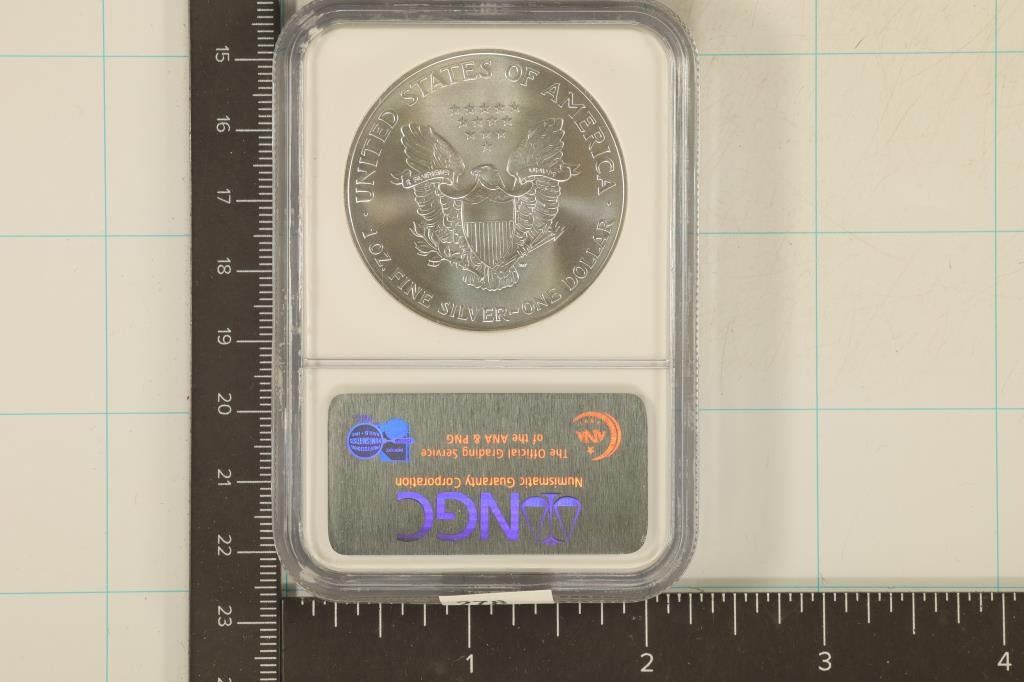 UNITED STATES OF AMERICA
1 OZ. FINE SILVER~ONE DOLLAR
NGC
Numismatic Guaranty Corporation
The Official Grading Service
of the ANA & PNG
ANA
15
16
17
18
19
20
21
22
23
1 2 3 4